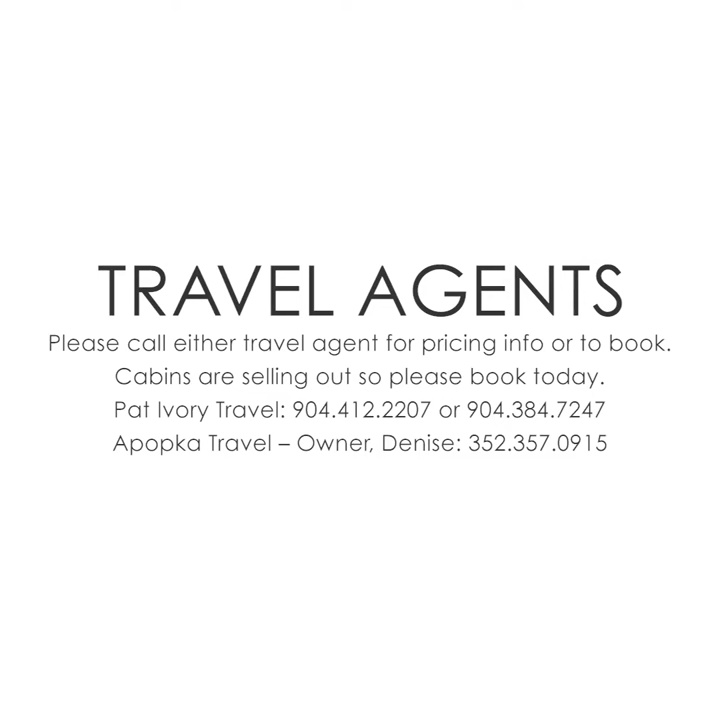 TRAVEL AGENTS
Please call either travel agent for pricing info or to book.
Cabins are selling out so please book today.
Pat Ivory Travel: 904.412.2207 or 904.384.7247
Apopka Travel – Owner, Denise: 352.357.0915